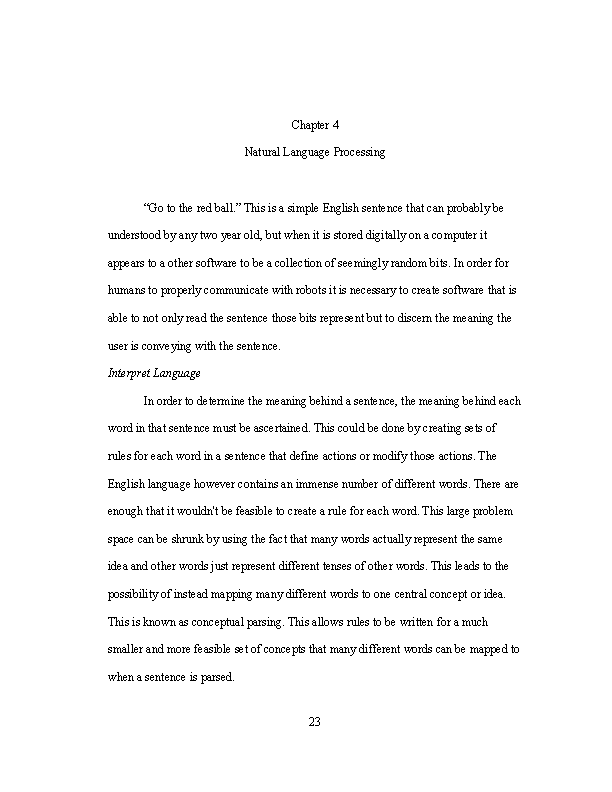 Chapter 4
Natural Language Processing
“Go to the red ball.” This is a simple English sentence that can probably be
understood by any two year old, but when it is stored digitally on a computer it
appears to a other software to be a collection of seemingly random bits. In order for
humans to properly communicate with robots it is necessary to create software that is
able to not only read the sentence those bits represent but to discern the meaning the
user is conveying with the sentence.
Interpret Language
In order to determine the meaning behind a sentence, the meaning behind each
word in that sentence must be ascertained. This could be done by creating sets of
rules for each word in a sentence that define actions or modify those actions. The
English language however contains an immense number of different words. There are
enough that it wouldn't be feasible to create a rule for each word. This large problem
space can be shrunk by using the fact that many words actually represent the same
idea and other words just represent different tenses of other words. This leads to the
possibility of instead mapping many different words to one central concept or idea.
This is known as conceptual parsing. This allows rules to be written for a much
smaller and more feasible set of concepts that many different words can be mapped to
when a sentence is parsed.
23